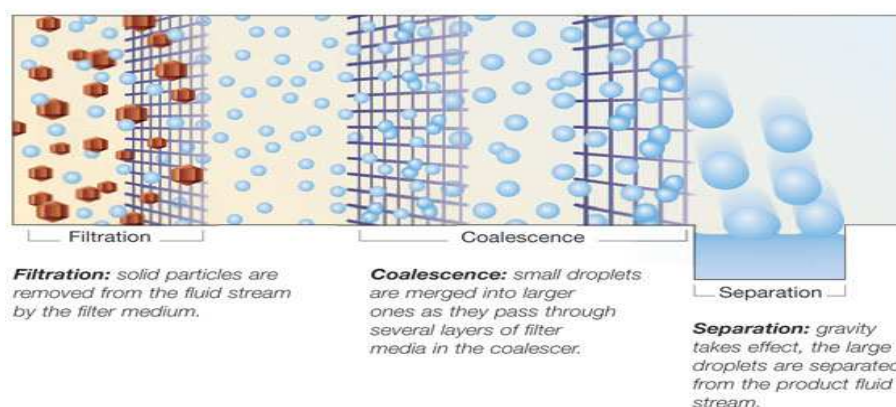 Filtration
Coalescence
Filtration: solid particles are
removed from the fluid stream
by the filter medium.
Coalescence: small droplets
are merged into larger
ones as they pass through
several layers of filter
media in the coalescer.
Separation
Separation: gravity
takes effect, the large
droplets are separated
from the product fluid
stream.